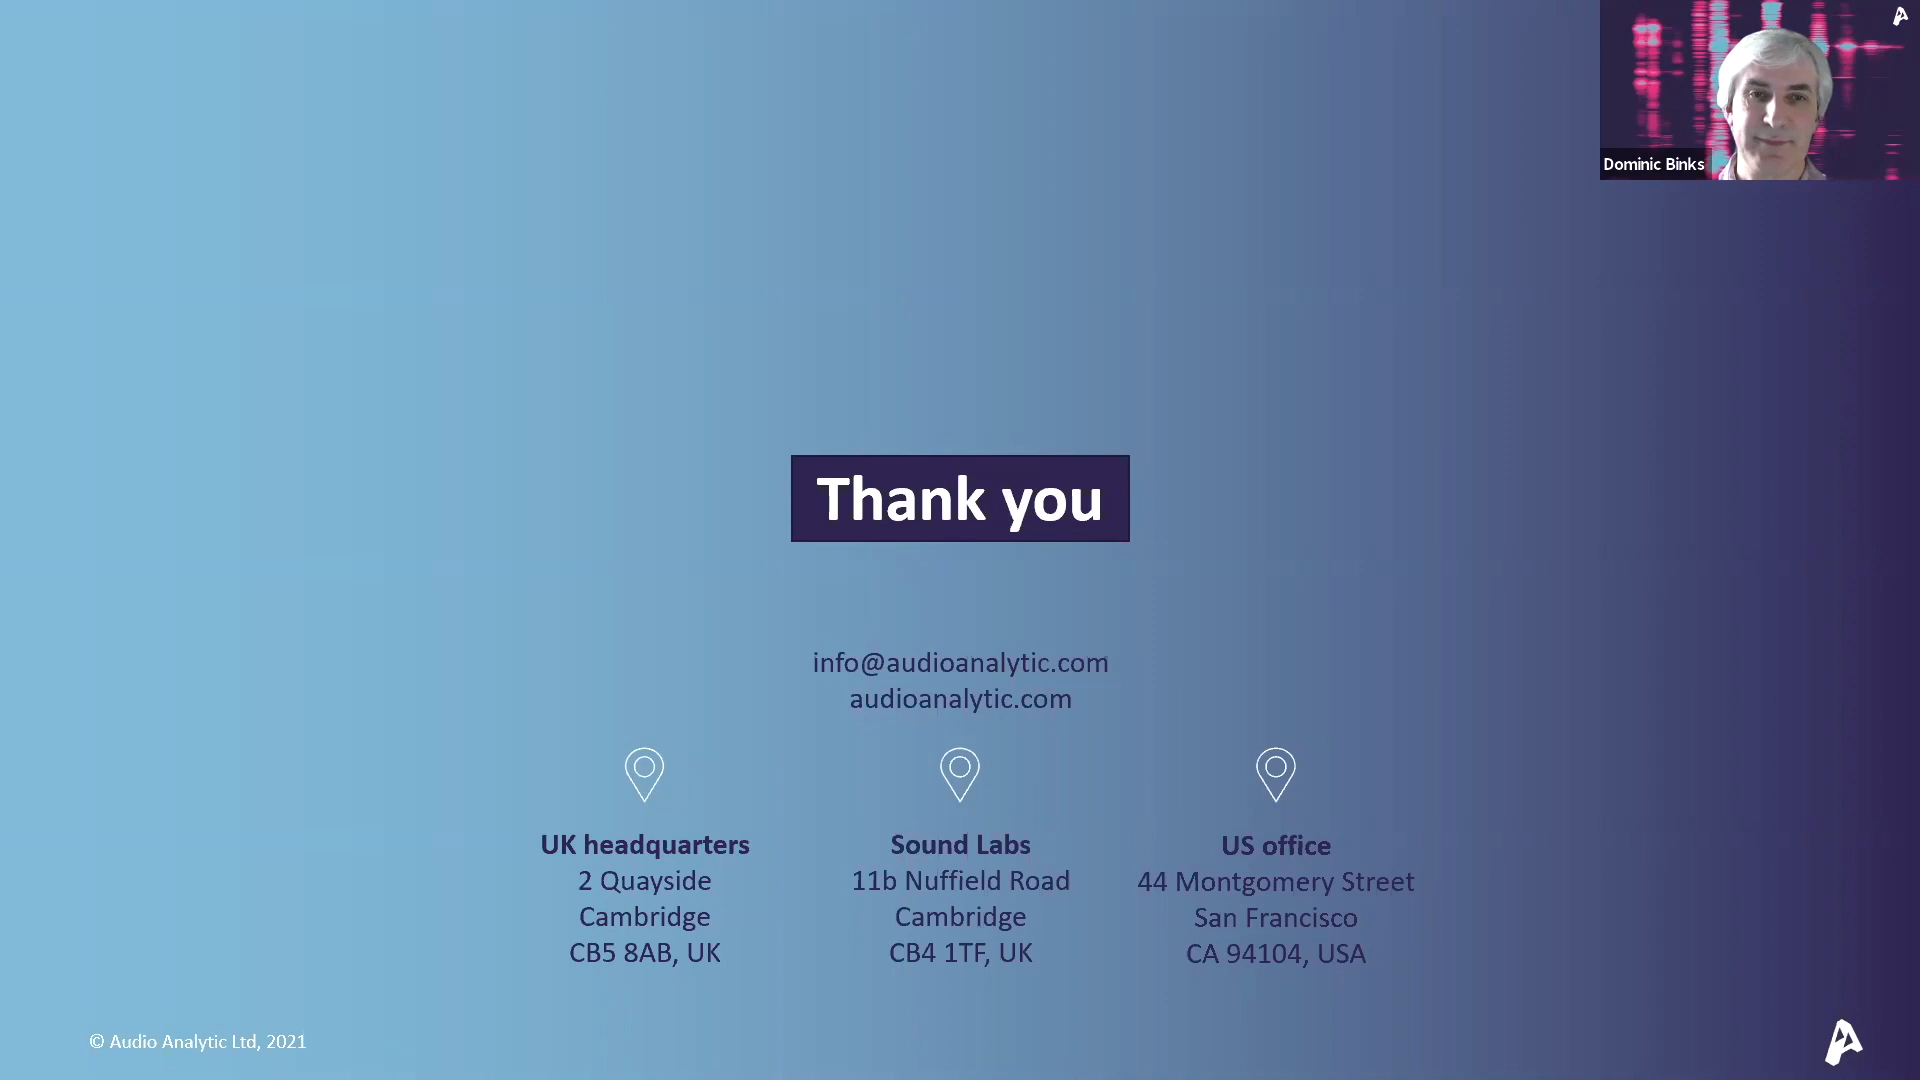 Dominic Binks
Thank you
info@audioanalytic.com
audioanalytic.com
UK headquarters
2 Quayside
Cambridge
CB5 8AB, UK
Sound Labs
11b Nuffield Road
Cambridge
CB4 1TF, UK
US office
44 Montgomery Street
San Francisco
CA 94104, USA
© Audio Analytic Ltd, 2021